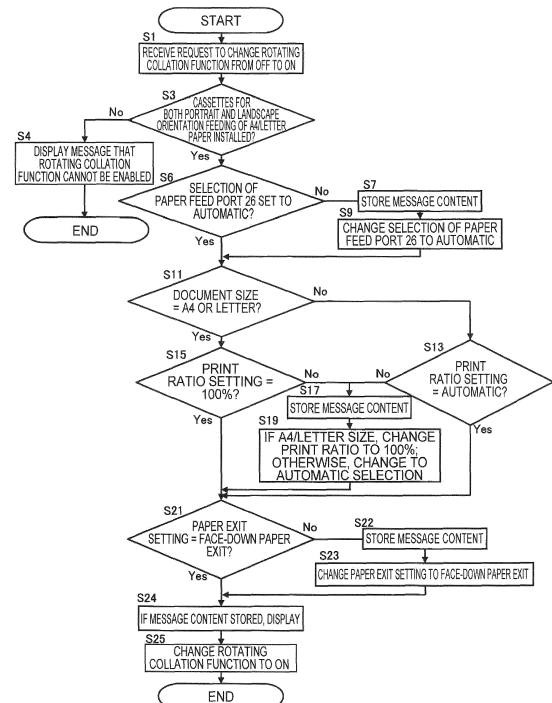 START
S1
RECEIVE REQUEST TO CHANGE ROTATING
COLLATION FUNCTION FROM OFF TO ON
S3
CASSETTES FOR
BOTH PORTRAIT AND LANDSCAPE
ORIENTATION FEEDING OF A4/LETTER
PAPER INSTALLED?
No
Yes
S4
DISPLAY MESSAGE THAT
ROTATING COLLATION
FUNCTION CANNOT BE ENABLED
END
S6
SELECTION OF
PAPER FEED PORT 26 SET TO
AUTOMATIC?
No
Yes
S7
STORE MESSAGE CONTENT
S9
CHANGE SELECTION OF PAPER
FEED PORT 26 TO AUTOMATIC
S11
DOCUMENT SIZE
= A4 OR LETTER?
No
Yes
S13
PRINT
RATIO SETTING
= AUTOMATIC?
No
Yes
S15
PRINT
RATIO SETTING =
100%?
No
Yes
S17
STORE MESSAGE CONTENT
S19
IF A4/LETTER SIZE, CHANGE
PRINT RATIO TO 100%;
OTHERWISE, CHANGE TO
AUTOMATIC SELECTION
S21
PAPER EXIT
SETTING = FACE-DOWN PAPER
EXIT?
No
Yes
S22
STORE MESSAGE CONTENT
S23
CHANGE PAPER EXIT SETTING TO FACE-DOWN PAPER EXIT
S24
IF MESSAGE CONTENT STORED, DISPLAY
S25
CHANGE ROTATING
COLLATION FUNCTION TO ON
END